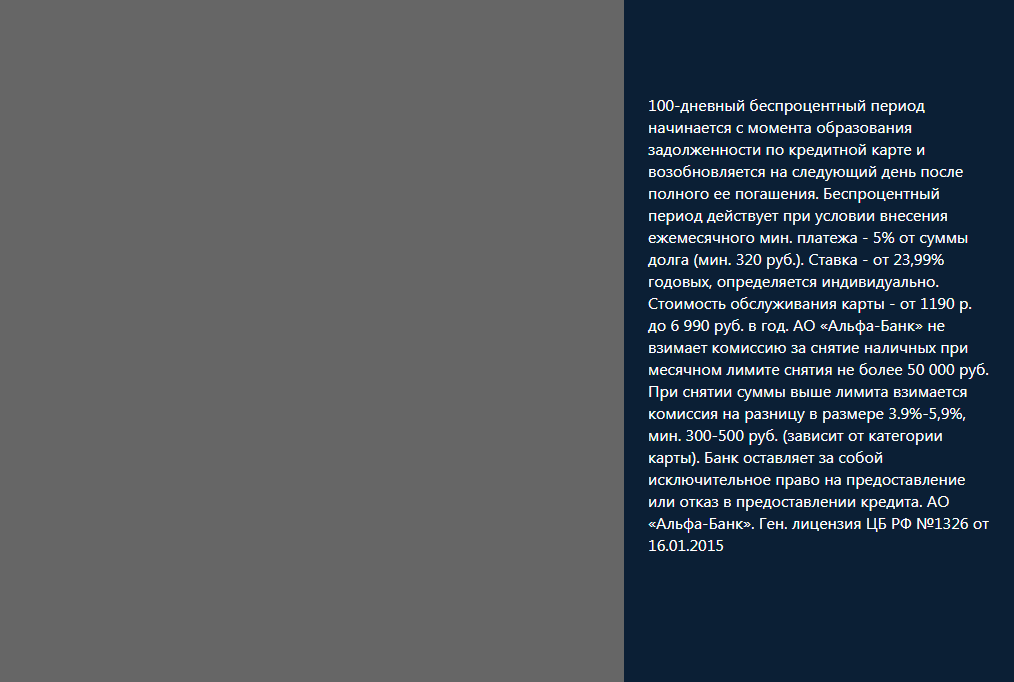 100-дневный беспроцентный период
начинается с момента образования
задолженности по кредитной карте и
возобновляется на следующий день после
полного ее погашения. Беспроцентный
период действует при условии внесения
ежемесячного мин. платежа - 5% от суммы
долга (мин. 320 руб.). Ставка - от 23,99%
годовых, определяется индивидуально.
Стоимость обслуживания карты - от 1190 р.
до 6 990 руб. в год. АО «Альфа-Банк» не
взимает комиссию за снятие наличных при
месячном лимите снятия не более 50 000 руб.
При снятии суммы выше лимита взимается
комиссия на разницу в размере 3.9%-5,9%,
мин. 300-500 руб. (зависит от категории
карты). Банк оставляет за собой
исключительное право на предоставление
или отказ в предоставлении кредита. АО
«Альфа-Банк». Ген. лицензия ЦБ РФ №1326 от
16.01.2015